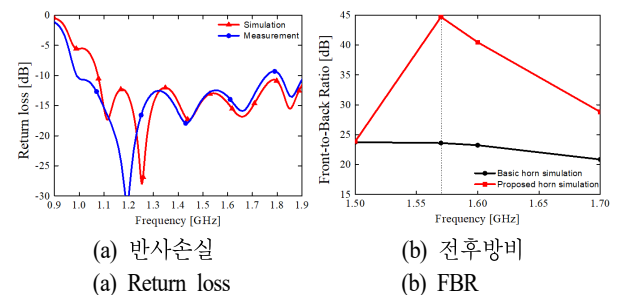 0
-5
-10
-15
-20
-25
-30
Return loss [dB]
Simulation
Measurement
0.9 1.0 1.1 1.2 1.3 1.4 1.5 1.6 1.7 1.8 1.9
Frequency [GHz]
(a) 반사손실
(a) Return loss
45
40
35
30
25
20
15
Front-to-Back Ratio [dB]
Basic horn simulation
Proposed horn simulation
1.50 1.55 1.60 1.65 1.70
Frequency [GHz]
(b) 전후방비
(b) FBR